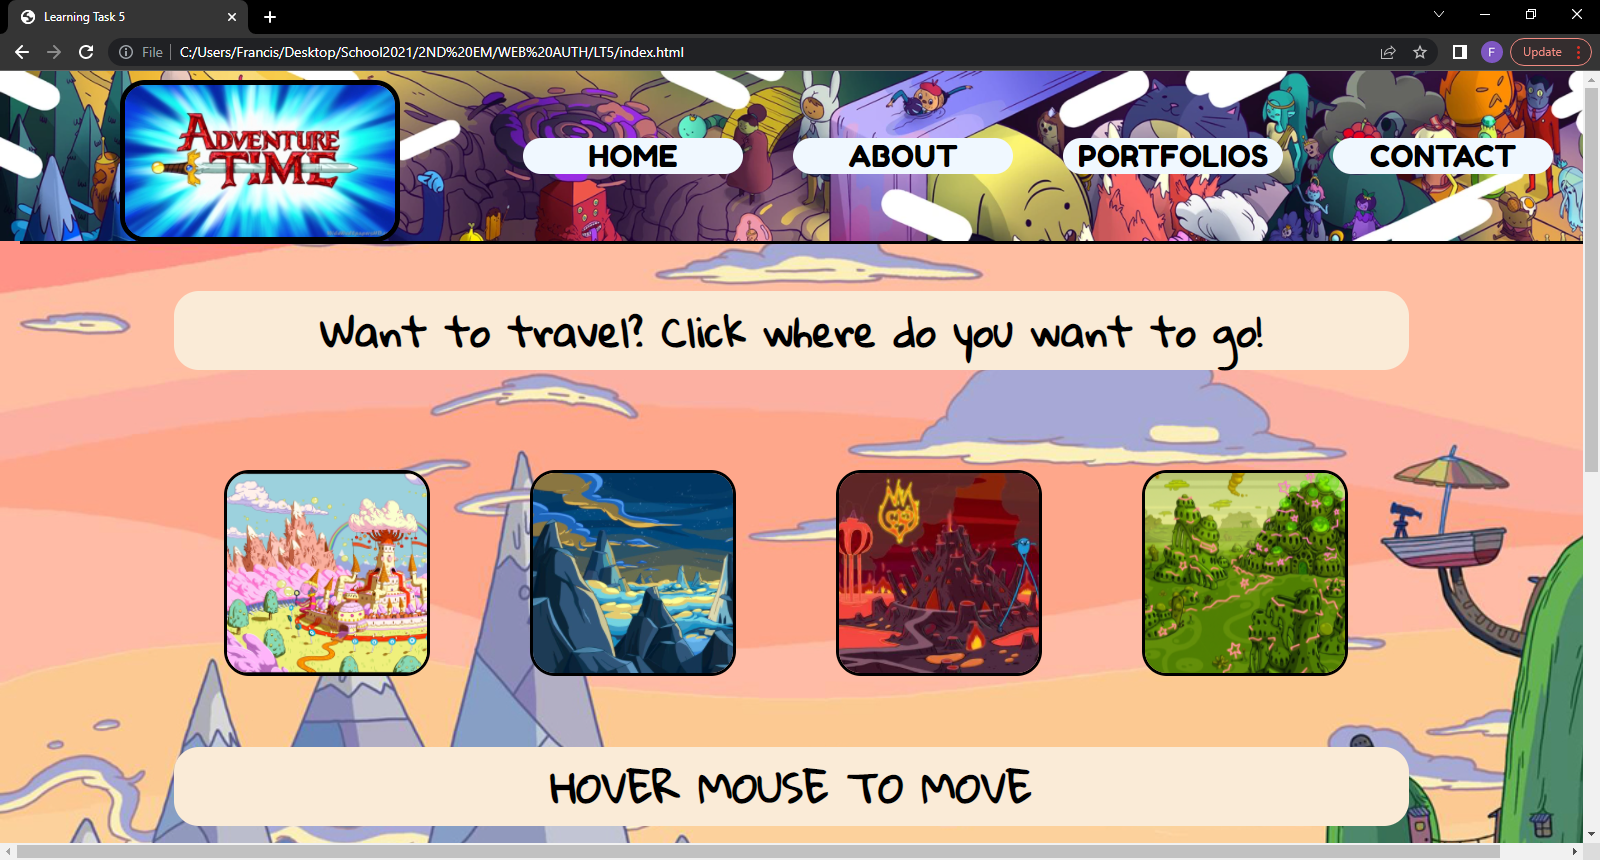 Learning Task 5
File
C:/Users/Francis/Desktop/School2021/2ND%20EM/WEB%20AUTH/LT5/index.html
F
Update
ADVENTURE
TIME
HOME
ABOUT
PORTFOLIOS
CONTACT
Want to travel? Click where do you want to go!
HOVER MOUSE TO MOVE